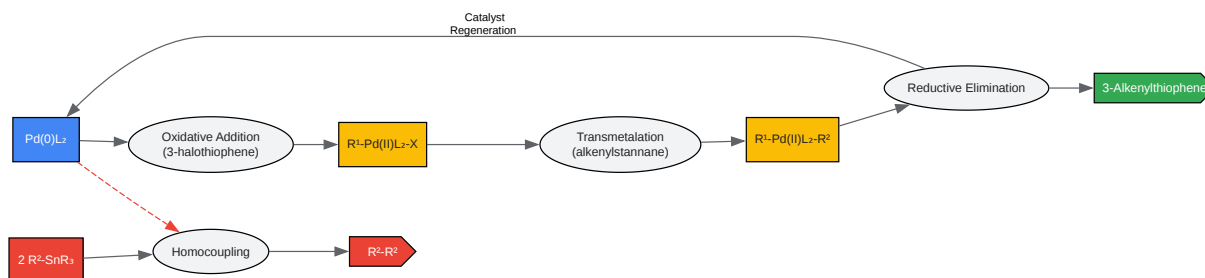 Catalyst
Regeneration
Reductive Elimination
3-Alkenylthiophene
Pd(0)L₂
Oxidative Addition
(3-halothiophene)
R¹-Pd(II)L₂-X
Transmetalation
(alkenylstannane)
R¹-Pd(II)L₂-R²
2 R²-SnR₃
Homocoupling
R²-R²